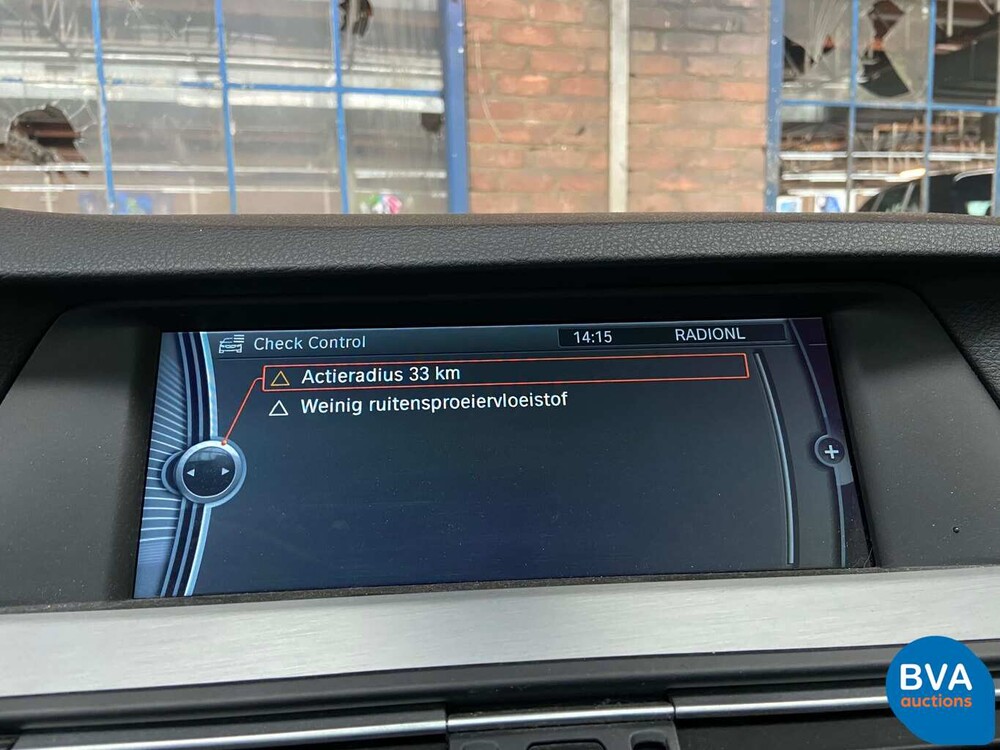 Check Control
14:15
RADIONL
Actieradius 33 km
Weinig ruitensproeiervloeistof
BVA
auctions